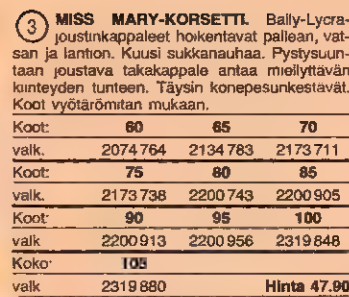 3 MISS MARY-KORSETTI. Bally-Lycra-
joustinkappaleet hoikentavat pallean, vat-
san ja lantion. Kuusi sukkanauhaa. Pystysuun-
taan joustava takakappale antaa miellyttävän
kiinteyden tunteen. Täysin konepesunkestävät.
Koot vyötärömitan mukaan.
Koot: 60 65 70
valk. 2074764 2134783 2173711
Koot: 75 80 85
valk. 2173738 2200743 2200905
Koot: 90 95 100
valk 2200913 2200956 2319848
Koko: 105
valk 2319880 Hinta 47.90